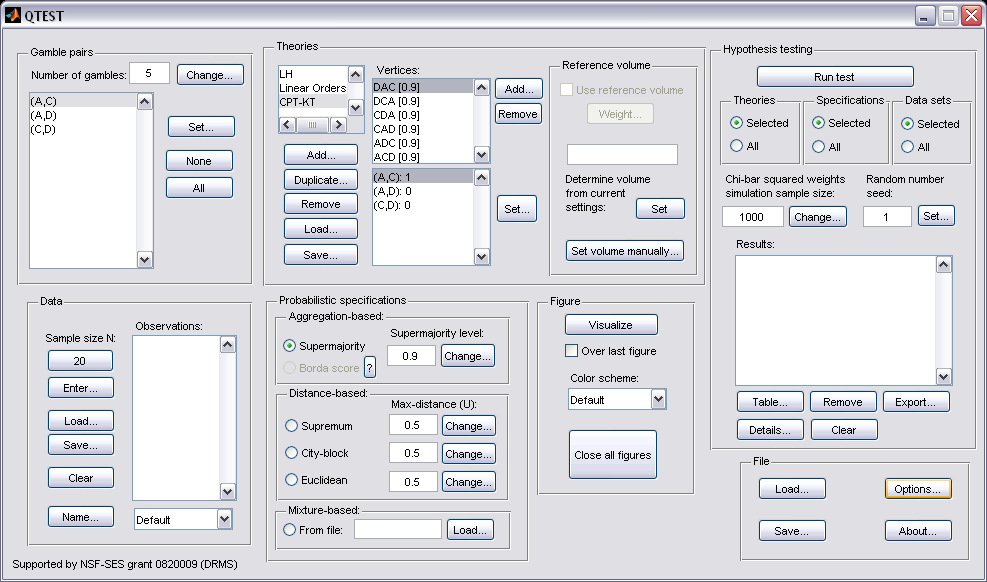 QTEST
Gamble pairs
Number of gambles: 5 Change...
(A,C)
(A,D)
(C,D)
Set...
None
All
Theories
LH
Linear Orders
CPT-KT
Add...
Duplicate...
Remove
Load...
Save...
Vertices:
DAC [0.9]
DCA [0.9]
CDA [0.9]
CAD [0.9]
ADC [0.9]
ACD [0.9]
Add...
Remove
(A,C): 1
(A,D): 0
(C,D): 0
Set...
Reference volume
Use reference volume
Weight...
Determine volume
from current
settings: Set
Set volume manually...
Hypothesis testing
Run test
Theories
Selected
All
Specifications
Selected
All
Data sets
Selected
All
Chi-bar squared weights
simulation sample size:
1000 Change...
Random number
seed:
1 Set...
Results:
Table... Remove Export...
Details... Clear
Data
Sample size N:
20
Enter...
Load...
Save...
Clear
Name...
Observations:
Default
Probabilistic specifications
Aggregation-based:
Supermajority
Borda score ?
Supermajority level:
0.9 Change...
Distance-based:
Max-distance (U):
Supremum 0.5 Change...
City-block 0.5 Change...
Euclidean 0.5 Change...
Mixture-based:
From file: Load...
Figure
Visualize
Over last figure
Color scheme:
Default
Close all figures
File
Load... Options...
Save... About...
Supported by NSF-SES grant 0820009 (DRMS)